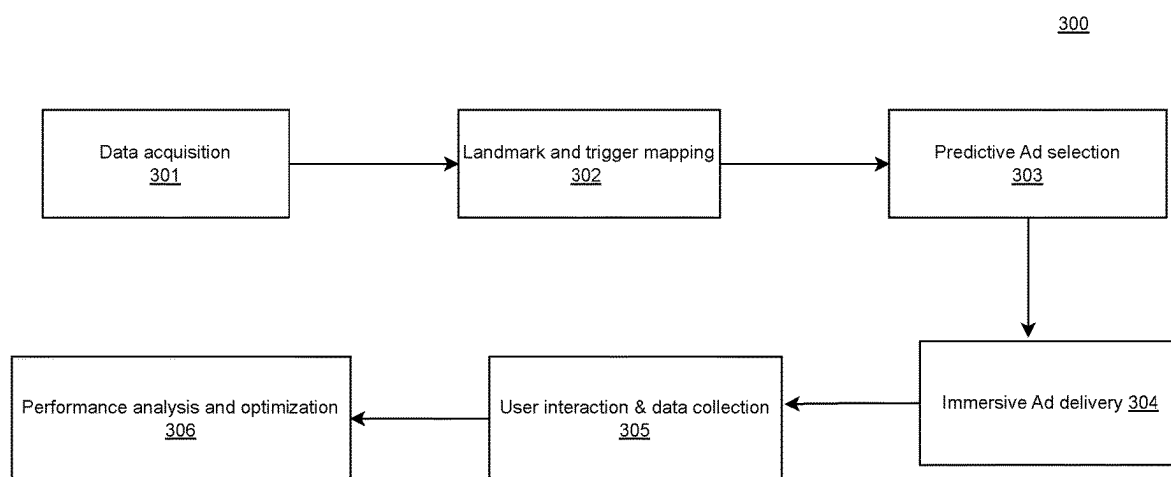 300
Data acquisition
301
Landmark and trigger mapping
302
Predictive Ad selection
303
Immersive Ad delivery 304
User interaction & data collection
305
Performance analysis and optimization
306